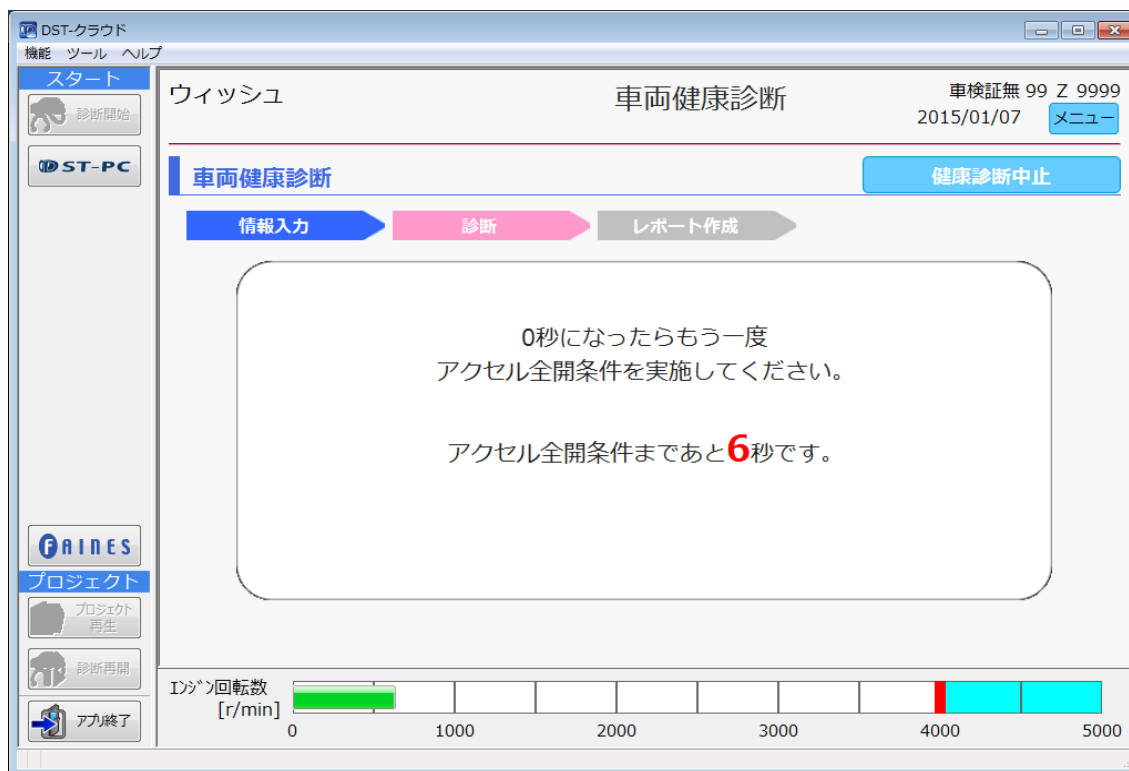 DST-クラウド
機能 ツール ヘルプ
スタート
診断開始
DST-PC
FAINES
プロジェクト
プロジェクト
再生
診断再開
アプリ終了
ウィッシュ
車両健康診断
車検証無 99 Z 9999
2015/01/07
メニュー
車両健康診断
健康診断中止
情報入力
診断
レポート作成
0秒になったらもう一度
アクセル全開条件を実施してください。
アクセル全開条件まであと6秒です。
ｴﾝｼﾞﾝ回転数
[r/min]
0 1000 2000 3000 4000 5000